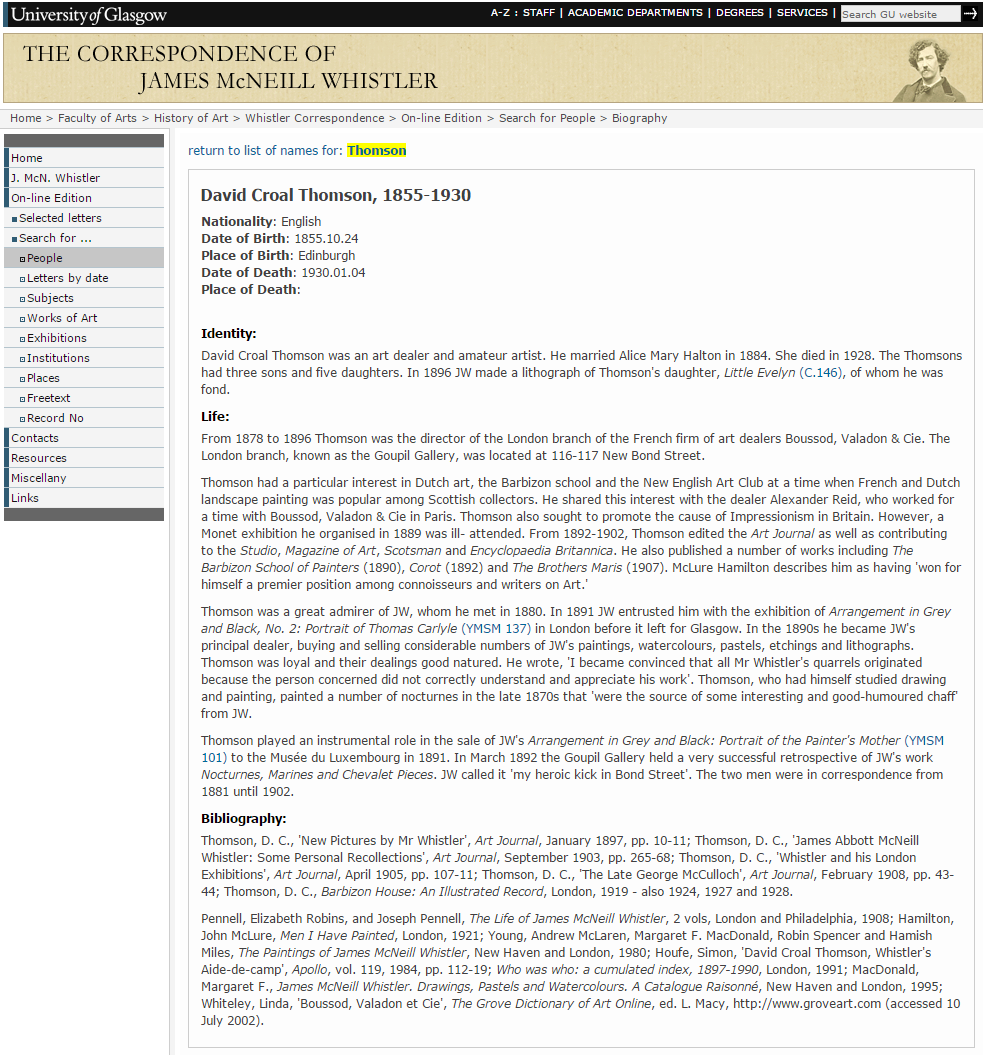 University of Glasgow
A-Z : STAFF | ACADEMIC DEPARTMENTS | DEGREES | SERVICES |
Search GU website
THE CORRESPONDENCE OF
JAMES McNEILL WHISTLER
Home > Faculty of Arts > History of Art > Whistler Correspondence > On-line Edition > Search for People > Biography
Home
J. McN. Whistler
On-line Edition
Selected letters
Search for ...
People
Letters by date
Subjects
Works of Art
Exhibitions
Institutions
Places
Freetext
Record No
Contacts
Resources
Miscellany
Links
return to list of names for: Thomson
David Croal Thomson, 1855-1930
Nationality: English
Date of Birth: 1855.10.24
Place of Birth: Edinburgh
Date of Death: 1930.01.04
Place of Death:
Identity:
David Croal Thomson was an art dealer and amateur artist. He married Alice Mary Halton in 1884. She died in 1928. The Thomsons
had three sons and five daughters. In 1896 JW made a lithograph of Thomson's daughter, Little Evelyn (C.146), of whom he was
fond.
Life:
From 1878 to 1896 Thomson was the director of the London branch of the French firm of art dealers Boussod, Valadon & Cie. The
London branch, known as the Goupil Gallery, was located at 116-117 New Bond Street.
Thomson had a particular interest in Dutch art, the Barbizon school and the New English Art Club at a time when French and Dutch
landscape painting was popular among Scottish collectors. He shared this interest with the dealer Alexander Reid, who worked for
a time with Boussod, Valadon & Cie in Paris. Thomson also sought to promote the cause of Impressionism in Britain. However, a
Monet exhibition he organised in 1889 was ill- attended. From 1892-1902, Thomson edited the Art Journal as well as contributing
to the Studio, Magazine of Art, Scotsman and Encyclopaedia Britannica. He also published a number of works including The
Barbizon School of Painters (1890), Corot (1892) and The Brothers Maris (1907). McLure Hamilton describes him as having 'won for
himself a premier position among connoisseurs and writers on Art.'
Thomson was a great admirer of JW, whom he met in 1880. In 1891 JW entrusted him with the exhibition of Arrangement in Grey
and Black, No. 2: Portrait of Thomas Carlyle (YMSM 137) in London before it left for Glasgow. In the 1890s he became JW's
principal dealer, buying and selling considerable numbers of JW's paintings, watercolours, pastels, etchings and lithographs.
Thomson was loyal and their dealings good natured. He wrote, 'I became convinced that all Mr Whistler's quarrels originated
because the person concerned did not correctly understand and appreciate his work'. Thomson, who had himself studied drawing
and painting, painted a number of nocturnes in the late 1870s that 'were the source of some interesting and good-humoured chaff'
from JW.
Thomson played an instrumental role in the sale of JW's Arrangement in Grey and Black: Portrait of the Painter's Mother (YMSM
101) to the Musée du Luxembourg in 1891. In March 1892 the Goupil Gallery held a very successful retrospective of JW's work
Nocturnes, Marines and Chevalet Pieces. JW called it 'my heroic kick in Bond Street'. The two men were in correspondence from
1881 until 1902.
Bibliography:
Thomson, D. C., 'New Pictures by Mr Whistler', Art Journal, January 1897, pp. 10-11; Thomson, D. C., 'James Abbott McNeill
Whistler: Some Personal Recollections', Art Journal, September 1903, pp. 265-68; Thomson, D. C., 'Whistler and his London
Exhibitions', Art Journal, April 1905, pp. 107-11; Thomson, D. C., 'The Late George McCulloch', Art Journal, February 1908, pp. 43-
44; Thomson, D. C., Barbizon House: An Illustrated Record, London, 1919 - also 1924, 1927 and 1928.
Pennell, Elizabeth Robins, and Joseph Pennell, The Life of James McNeill Whistler, 2 vols, London and Philadelphia, 1908; Hamilton,
John McLure, Men I Have Painted, London, 1921; Young, Andrew McLaren, Margaret F. MacDonald, Robin Spencer and Hamish
Miles, The Paintings of James McNeill Whistler, New Haven and London, 1980; Houfe, Simon, 'David Croal Thomson, Whistler's
Aide-de-camp', Apollo, vol. 119, 1984, pp. 112-19; Who was who: a cumulated index, 1897-1990, London, 1991; MacDonald,
Margaret F., James McNeill Whistler. Drawings, Pastels and Watercolours. A Catalogue Raisonné, New Haven and London, 1995;
Whiteley, Linda, 'Boussod, Valadon et Cie', The Grove Dictionary of Art Online, ed. L. Macy, http://www.groveart.com (accessed 10
July 2002).